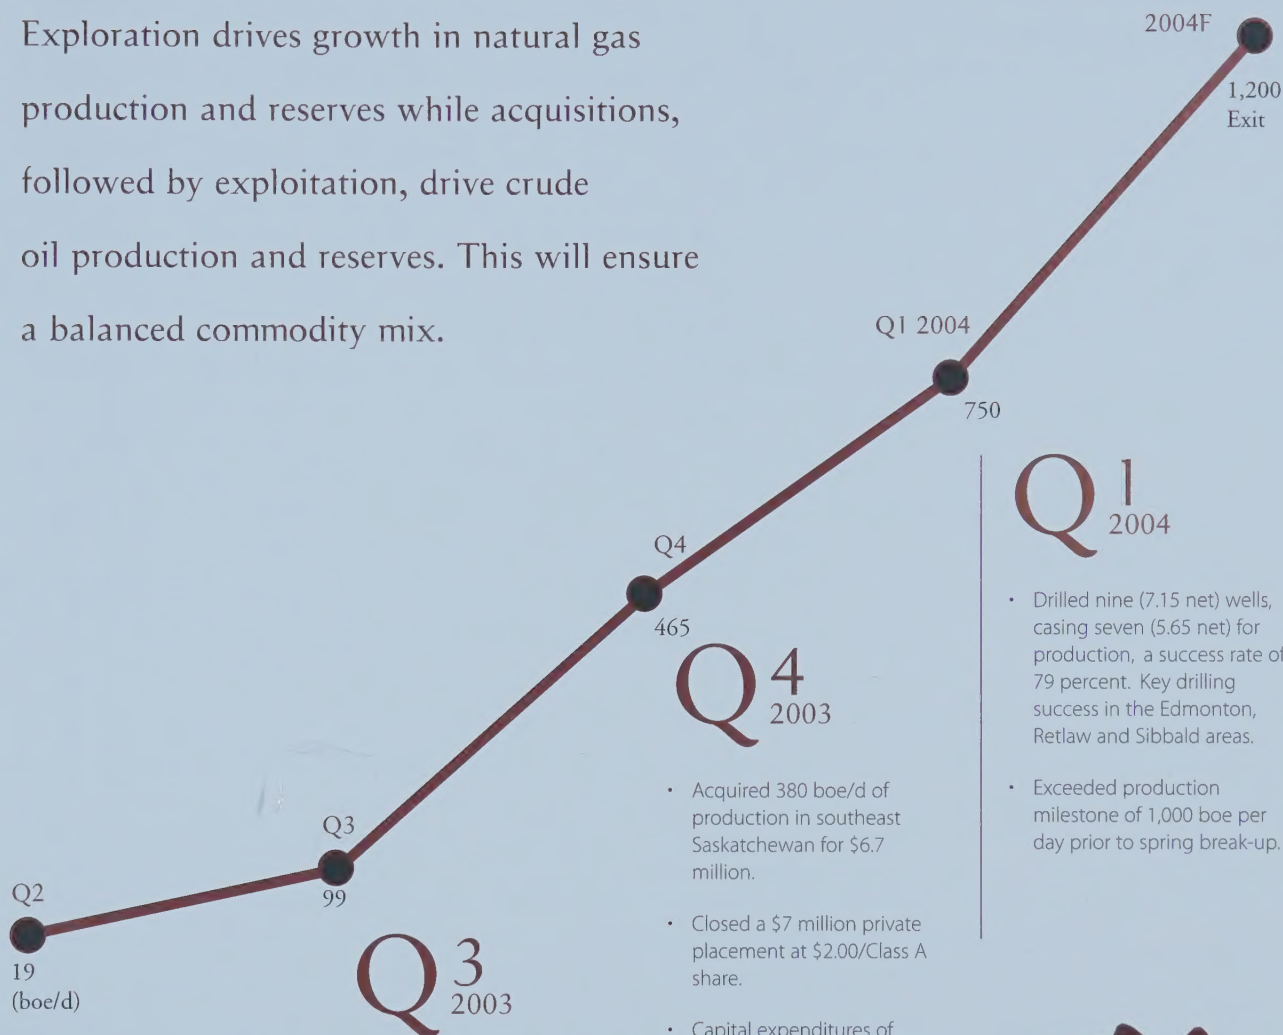 Exploration drives growth in natural gas
production and reserves while acquisitions,
followed by exploitation, drive crude
oil production and reserves. This will ensure
a balanced commodity mix.
2004F
1,200
Exit
Q1 2004
750
Q4
465
Q3
99
Q2
19
(boe/d)
Q3
2003
Q4
2003
• Acquired 380 boe/d of
production in southeast
Saskatchewan for $6.7
million.
• Closed a $7 million private
placement at $2.00/Class A
share.
• Capital expenditures of
Q1
2004
• Drilled nine (7.15 net) wells,
casing seven (5.65 net) for
production, a success rate of
79 percent. Key drilling
success in the Edmonton,
Retlaw and Sibbald areas.
• Exceeded production
milestone of 1,000 boe per
day prior to spring break-up.